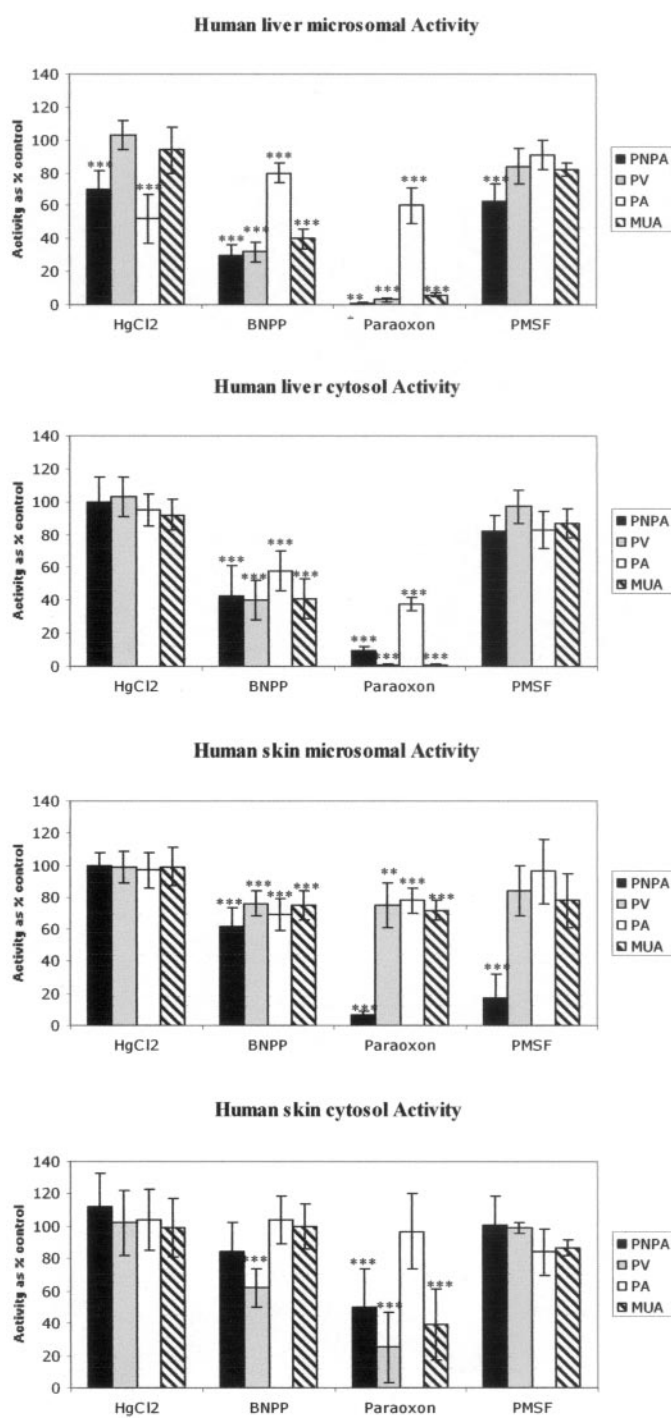 Human liver microsomal Activity
Activity as % control
140
120
100
80
60
40
20
0
***
***
***
***
***
***
**
***
***
***
***
HgCl2 BNPP Paraoxon PMSF
PNPA
PV
PA
MUA
Human liver cytosol Activity
Activity as % control
140
120
100
80
60
40
20
0
***
***
***
***
***
***
***
***
HgCl2 BNPP Paraoxon PMSF
PNPA
PV
PA
MUA
Human skin microsomal Activity
Activity as % control
140
120
100
80
60
40
20
0
***
***
***
***
***
**
***
***
***
HgCl2 BNPP Paraoxon PMSF
PNPA
PV
PA
MUA
Human skin cytosol Activity
Activity as % control
140
120
100
80
60
40
20
0
***
***
***
***
HgCl2 BNPP Paraoxon PMSF
PNPA
PV
PA
MUA